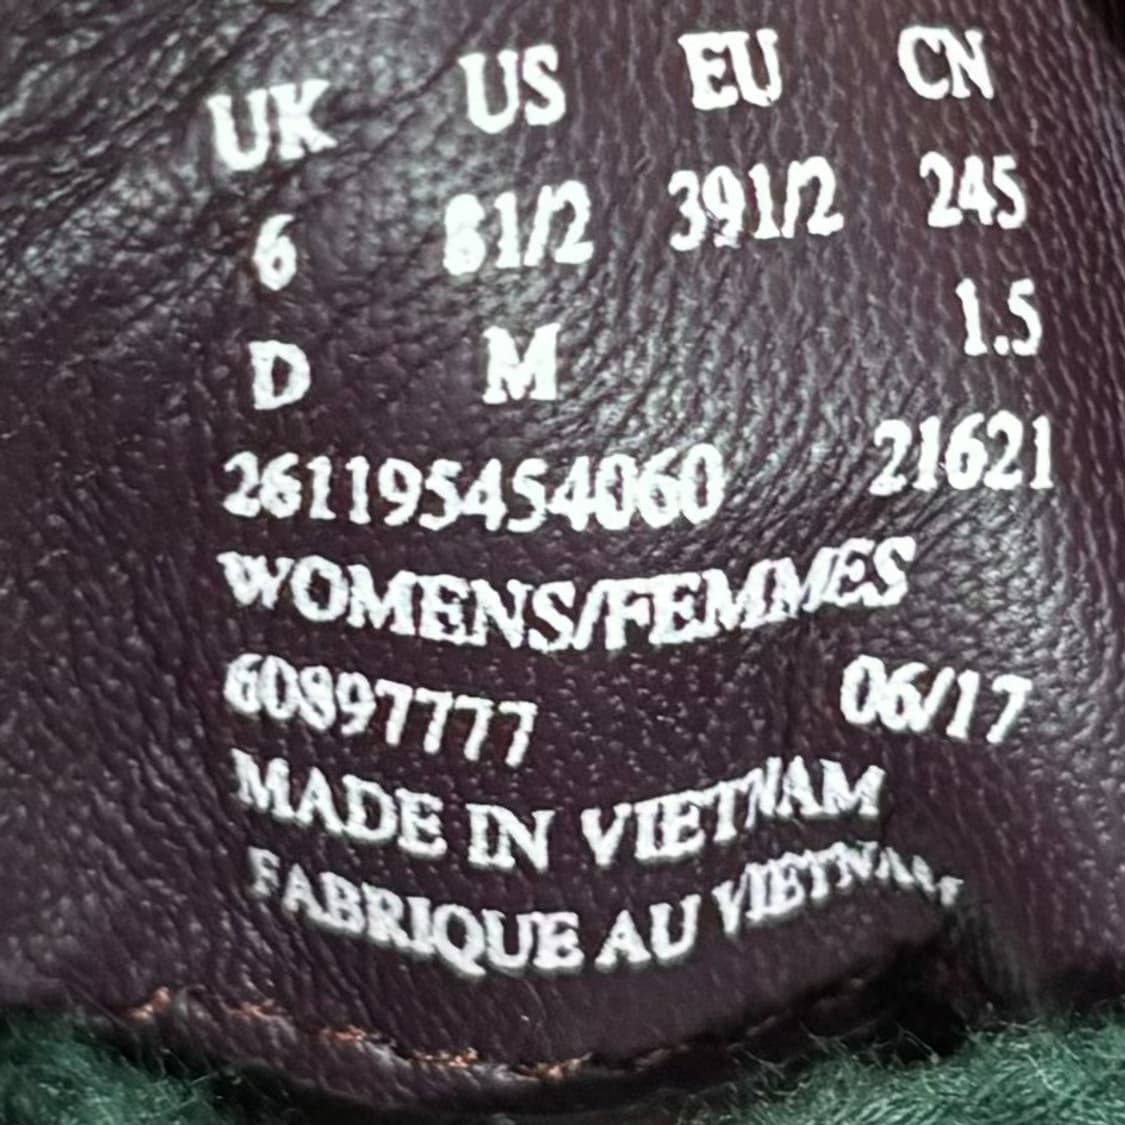 UK US EU CN
6 81/2 391/2 245
1.5
D M
261195454060 21621
WOMENS/FEMMES
60897777 06/17
MADE IN VIETNAM
FABRIQUE AU VIETNAM